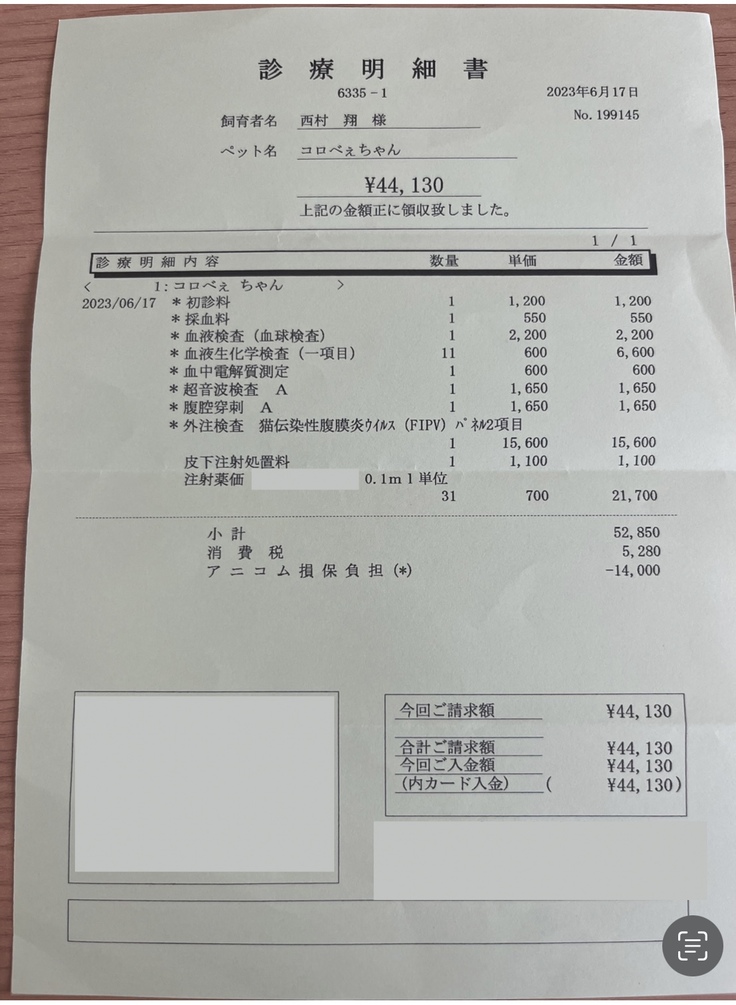 診療明細書
6335-1
2023年6月17日
No. 199145
飼育者名 西村 翔 様
ペット名 コロべぇちゃん
¥44,130
上記の金額正に領収致しました。
1 / 1
診療明細内容 数量 単価 金額
< 1:コロべぇ ちゃん >
2023/06/17 *初診料 1 1,200 1,200
*採血料 1 550 550
*血液検査（血球検査） 1 2,200 2,200
*血液生化学検査（一項目） 11 600 6,600
*血中電解質測定 1 600 600
*超音波検査 A 1 1,650 1,650
*腹腔穿刺 A 1 1,650 1,650
*外注検査 猫伝染性腹膜炎ｳｲﾙｽ（FIPV）ﾊﾟﾈﾙ2項目
1 15,600 15,600
皮下注射処置料 1 1,100 1,100
注射薬価 0.1ml単位
31 700 21,700
小計 52,850
消費税 5,280
アニコム損保負担(*) -14,000
今回ご請求額 ¥44,130
合計ご請求額 ¥44,130
今回ご入金額 ¥44,130
(内カード入金) ( ¥44,130)